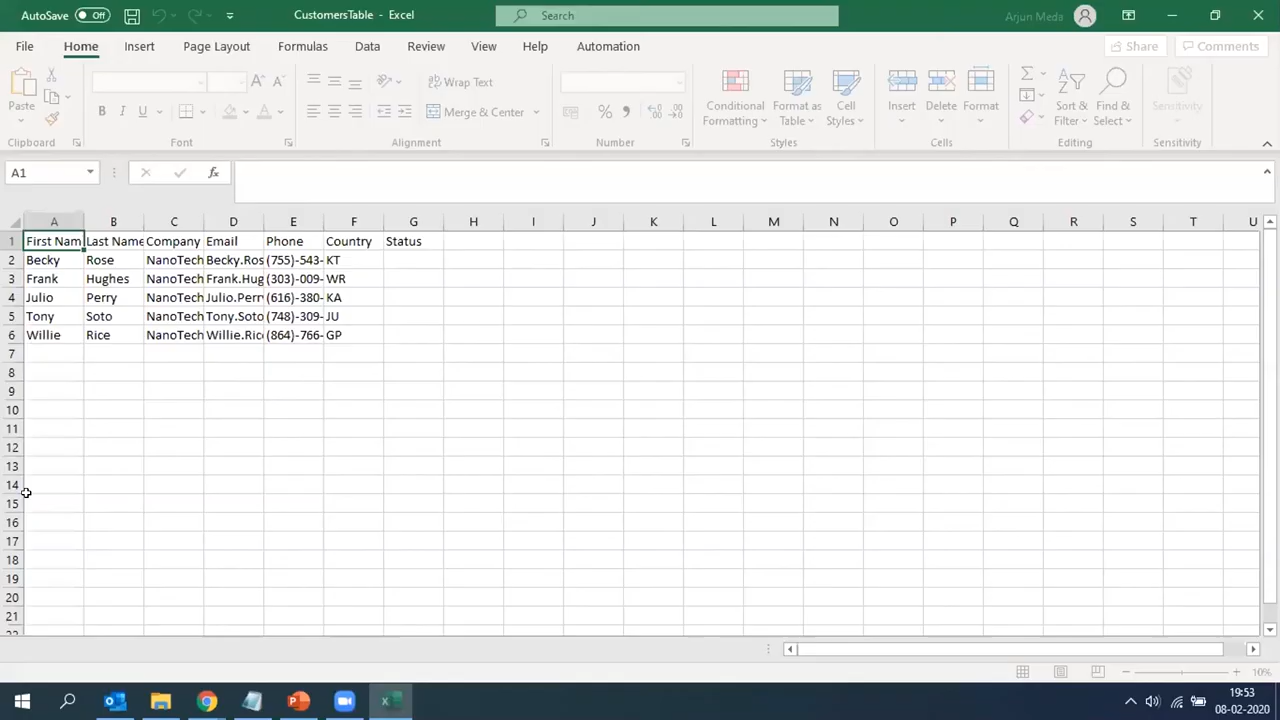 AutoSave Off CustomersTable - Excel Search Arjun Meda
File Home Insert Page Layout Formulas Data Review View Help Automation Share Comments
Paste Wrap Text Merge & Center Conditional Formatting Format as Table Cell Styles Insert Delete Format Sort & Filter Find & Select Sensitivity
Clipboard Font Alignment Number Styles Cells Editing Sensitivity
A1 fx
A B C D E F G H I J K L M N O P Q R S T U
1 First Nam Last Name Company Email Phone Country Status
2 Becky Rose NanoTech Becky.Ros (755)-543- KT
3 Frank Hughes NanoTech Frank.Hug (303)-009- WR
4 Julio Perry NanoTech Julio.Perr (616)-380- KA
5 Tony Soto NanoTech Tony.Soto (748)-309- JU
6 Willie Rice NanoTech Willie.Ric (864)-766- GP
7
8
9
10
11
12
13
14
15
16
17
18
19
20
21
22
10%
19:53
08-02-2020